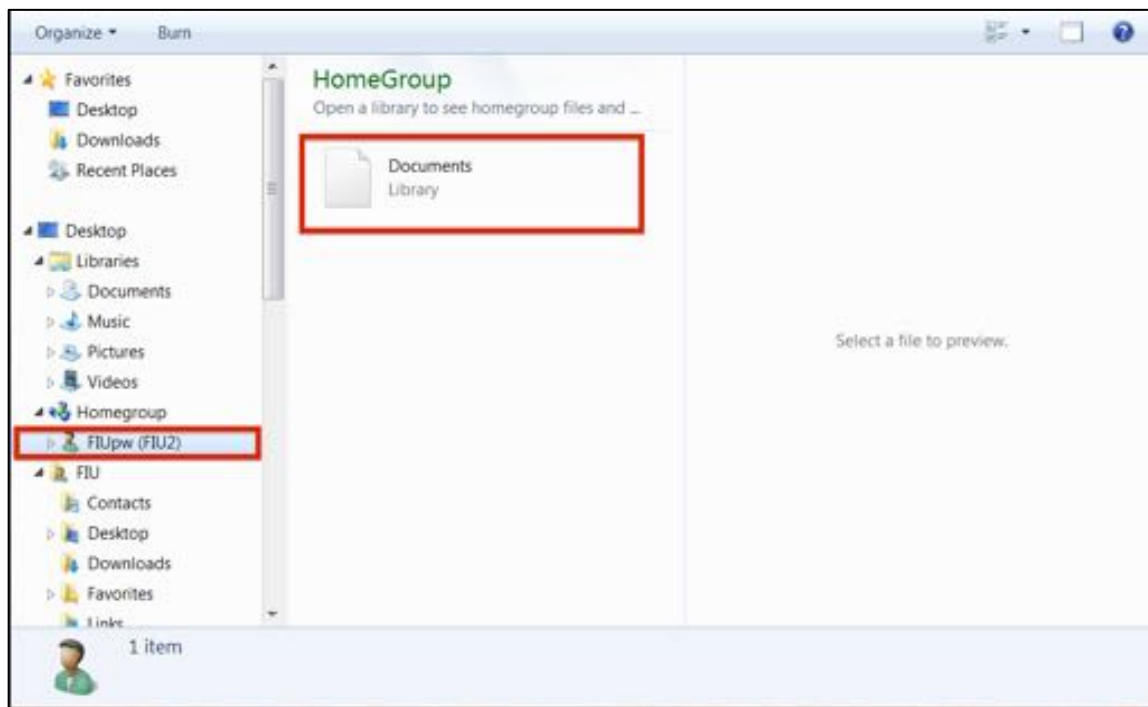 Organize Burn
Favorites
Desktop
Downloads
Recent Places
Desktop
Libraries
Documents
Music
Pictures
Videos
Homegroup
FIUpw (FIU2)
FIU
Contacts
Desktop
Downloads
Favorites
Links
HomeGroup
Open a library to see homegroup files and ...
Documents
Library
Select a file to preview.
1 item